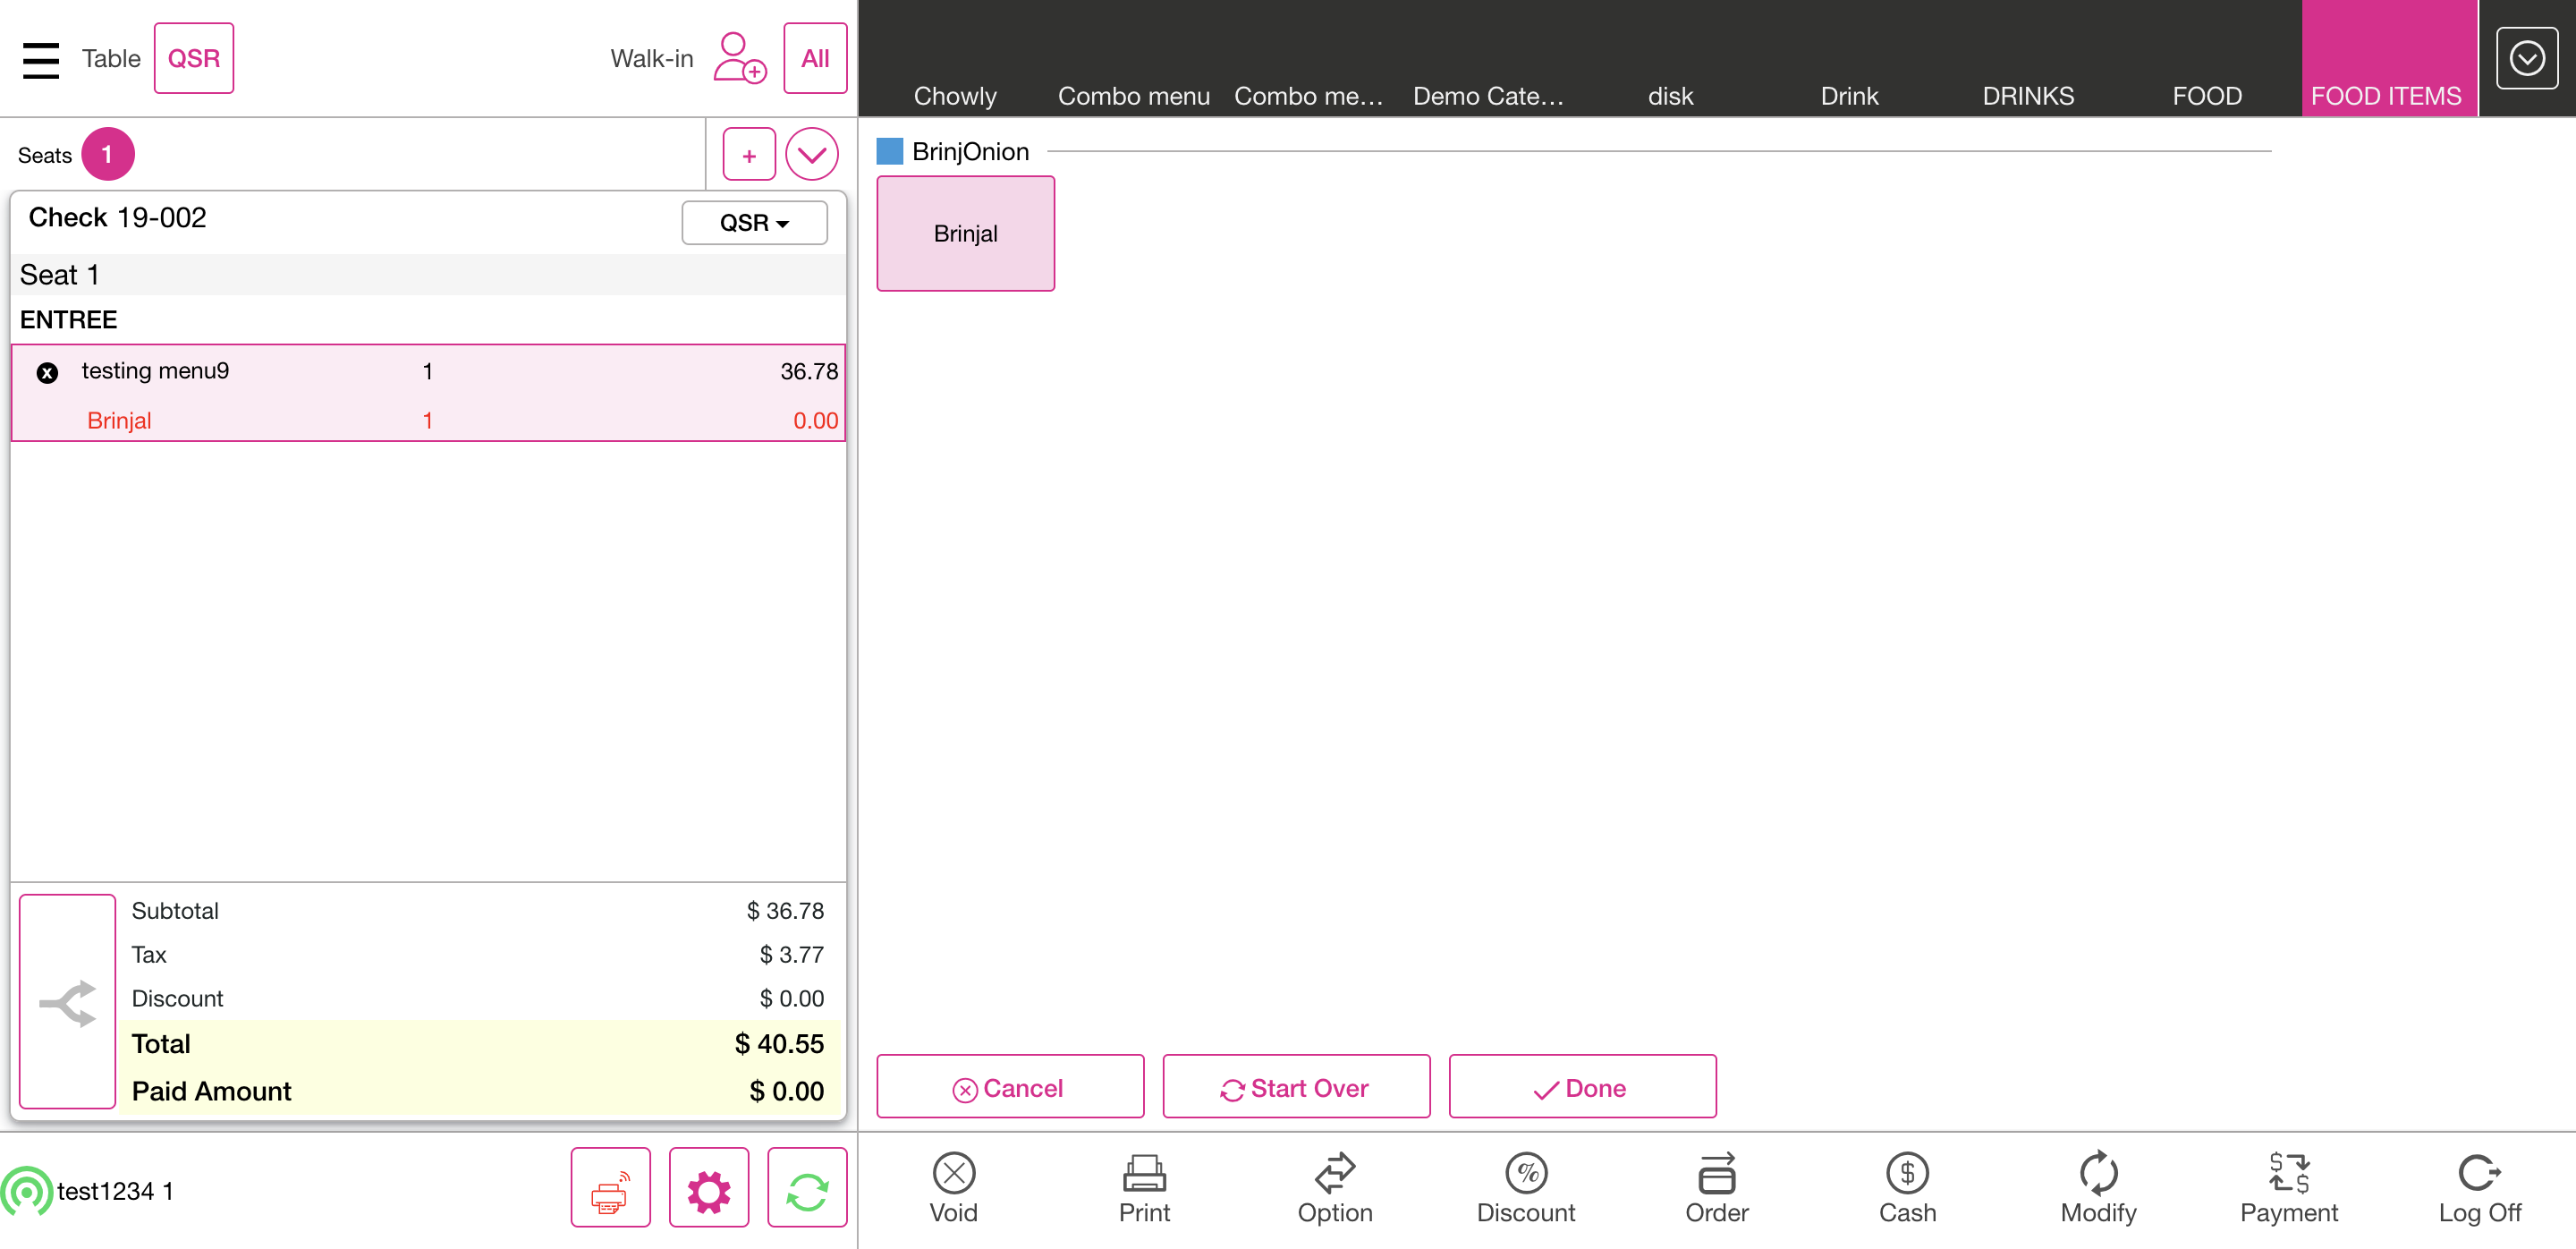 Table QSR Walk-in All
Seats 1 +
Check 19-002 QSR
Seat 1
ENTREE
testing menu9 1 36.78
Brinjal 1 0.00
Subtotal $ 36.78
Tax $ 3.77
Discount $ 0.00
Total $ 40.55
Paid Amount $ 0.00
test1234 1
Chowly Combo menu Combo me... Demo Cate... disk Drink DRINKS FOOD FOOD ITEMS
BrinjOnion
Brinjal
Cancel Start Over Done
Void Print Option Discount Order Cash Modify Payment Log Off